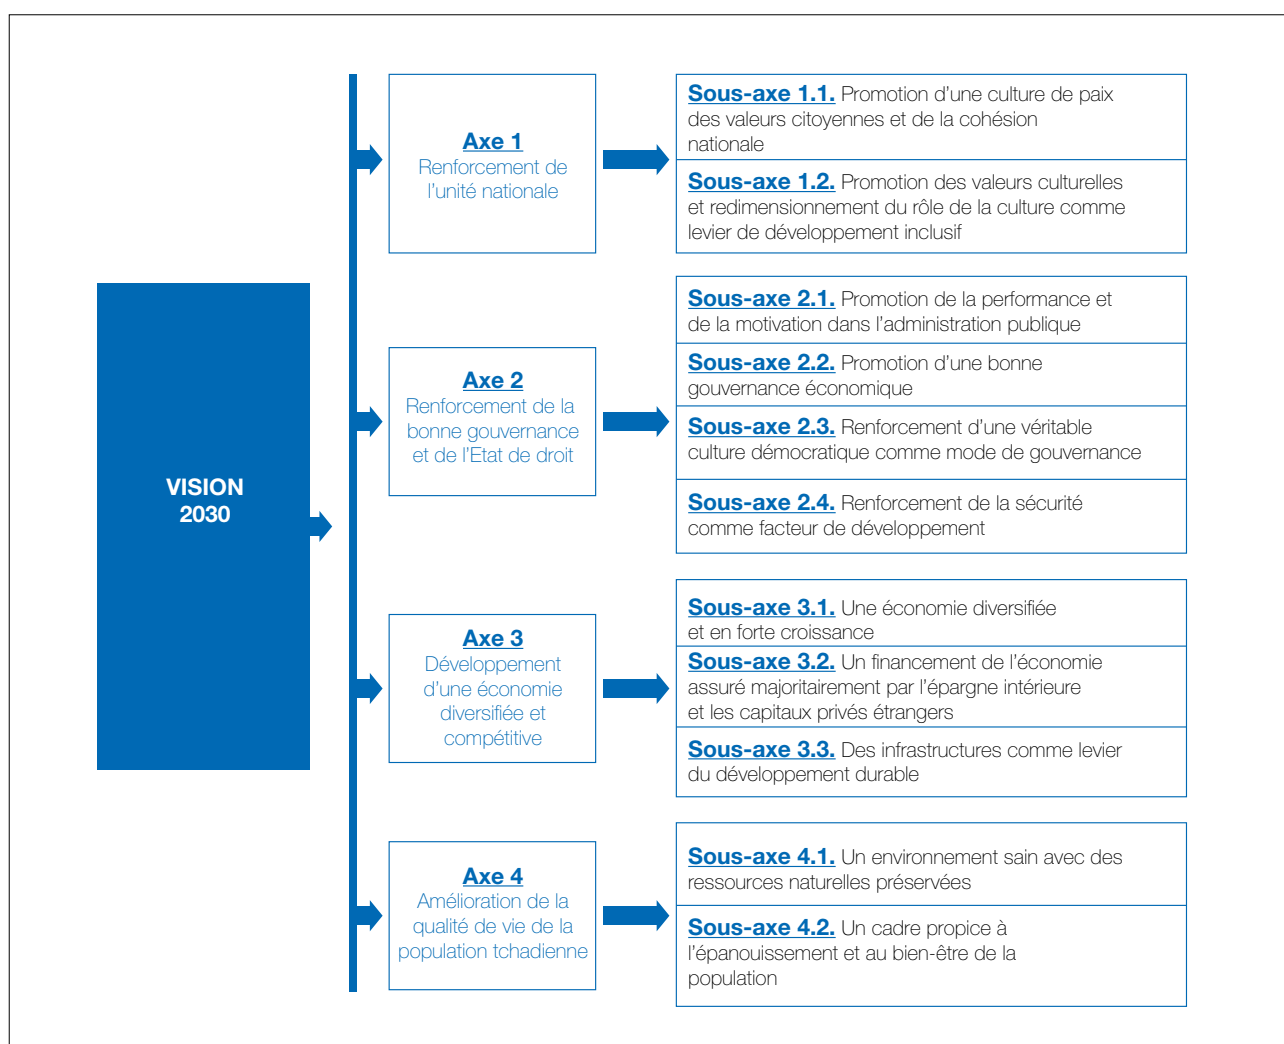 VISION
2030
Axe 1
Renforcement de
l’unité nationale
Sous-axe 1.1. Promotion d’une culture de paix
des valeurs citoyennes et de la cohésion
nationale
Sous-axe 1.2. Promotion des valeurs culturelles
et redimensionnement du rôle de la culture comme
levier de développement inclusif
Axe 2
Renforcement de la
bonne gouvernance
et de l’Etat de droit
Sous-axe 2.1. Promotion de la performance et
de la motivation dans l’administration publique
Sous-axe 2.2. Promotion d’une bonne
gouvernance économique
Sous-axe 2.3. Renforcement d’une véritable
culture démocratique comme mode de gouvernance
Sous-axe 2.4. Renforcement de la sécurité
comme facteur de développement
Axe 3
Développement
d’une économie
diversifiée et
compétitive
Sous-axe 3.1. Une économie diversifiée
et en forte croissance
Sous-axe 3.2. Un financement de l’économie
assuré majoritairement par l’épargne intérieure
et les capitaux privés étrangers
Sous-axe 3.3. Des infrastructures comme levier
du développement durable
Axe 4
Amélioration de la
qualité de vie de la
population tchadienne
Sous-axe 4.1. Un environnement sain avec des
ressources naturelles préservées
Sous-axe 4.2. Un cadre propice à
l’épanouissement et au bien-être de la
population